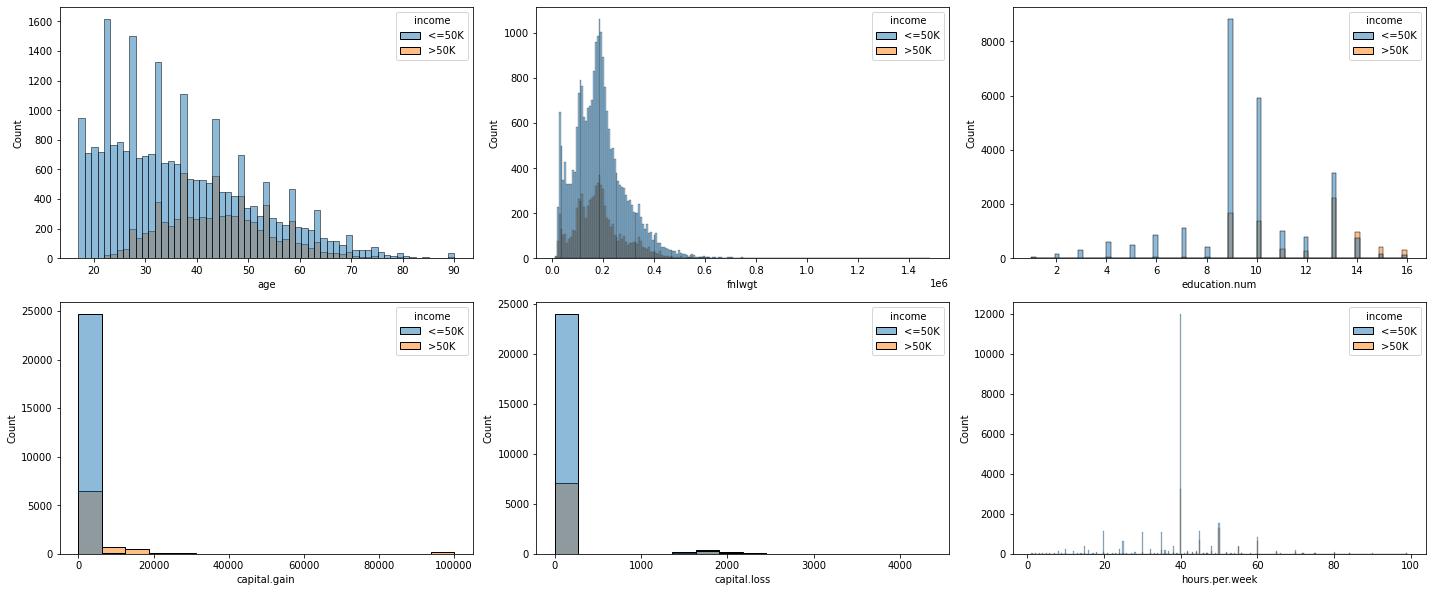 income
<=50K
>50K
1600
1400
1200
1000
800
600
400
200
0
Count
20 30 40 50 60 70 80 90
age
income
<=50K
>50K
1000
800
600
400
200
0
Count
0.0 0.2 0.4 0.6 0.8 1.0 1.2 1.4
1e6
fnlwgt
income
<=50K
>50K
8000
6000
4000
2000
0
Count
2 4 6 8 10 12 14 16
education.num
income
<=50K
>50K
25000
20000
15000
10000
5000
0
Count
0 20000 40000 60000 80000 100000
capital.gain
income
<=50K
>50K
25000
20000
15000
10000
5000
0
Count
0 1000 2000 3000 4000
capital.loss
income
<=50K
>50K
12000
10000
8000
6000
4000
2000
0
Count
0 20 40 60 80 100
hours.per.week